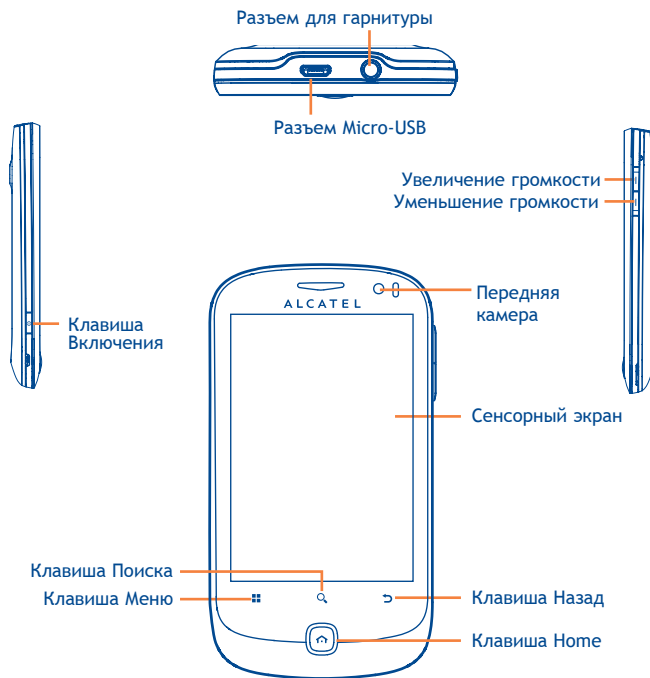 Разъем для гарнитуры
Разъем Micro-USB
Увеличение громкости
Уменьшение громкости
ALCATEL
Передняя
камера
Клавиша
Включения
Сенсорный экран
Клавиша Поиска
Клавиша Меню
Клавиша Назад
Клавиша Home